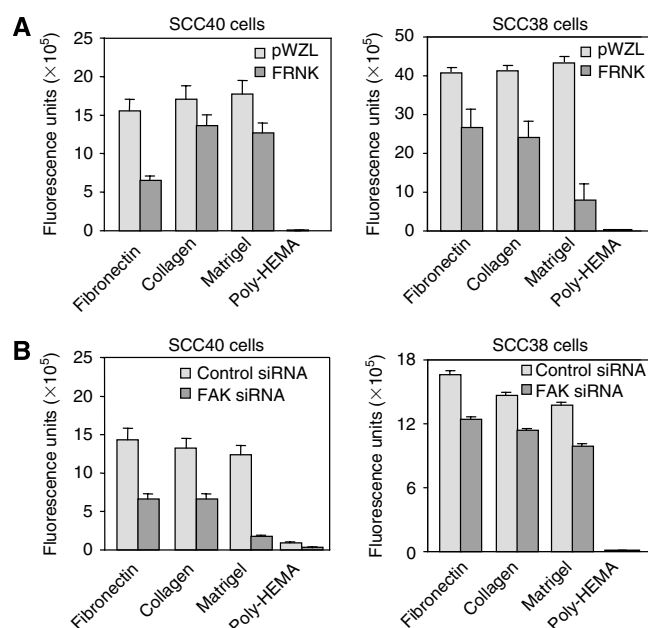 A
SCC40 cells
Fluorescence units (×10⁵)
25
20
15
10
5
0
pWZL
FRNK
Fibronectin
Collagen
Matrigel
Poly-HEMA
SCC38 cells
Fluorescence units (×10⁵)
50
40
30
20
10
0
pWZL
FRNK
Fibronectin
Collagen
Matrigel
Poly-HEMA
B
SCC40 cells
Fluorescence units (×10⁵)
25
20
15
10
5
0
Control siRNA
FAK siRNA
Fibronectin
Collagen
Matrigel
Poly-HEMA
SCC38 cells
Fluorescence units (×10⁵)
18
12
6
0
Control siRNA
FAK siRNA
Fibronectin
Collagen
Matrigel
Poly-HEMA